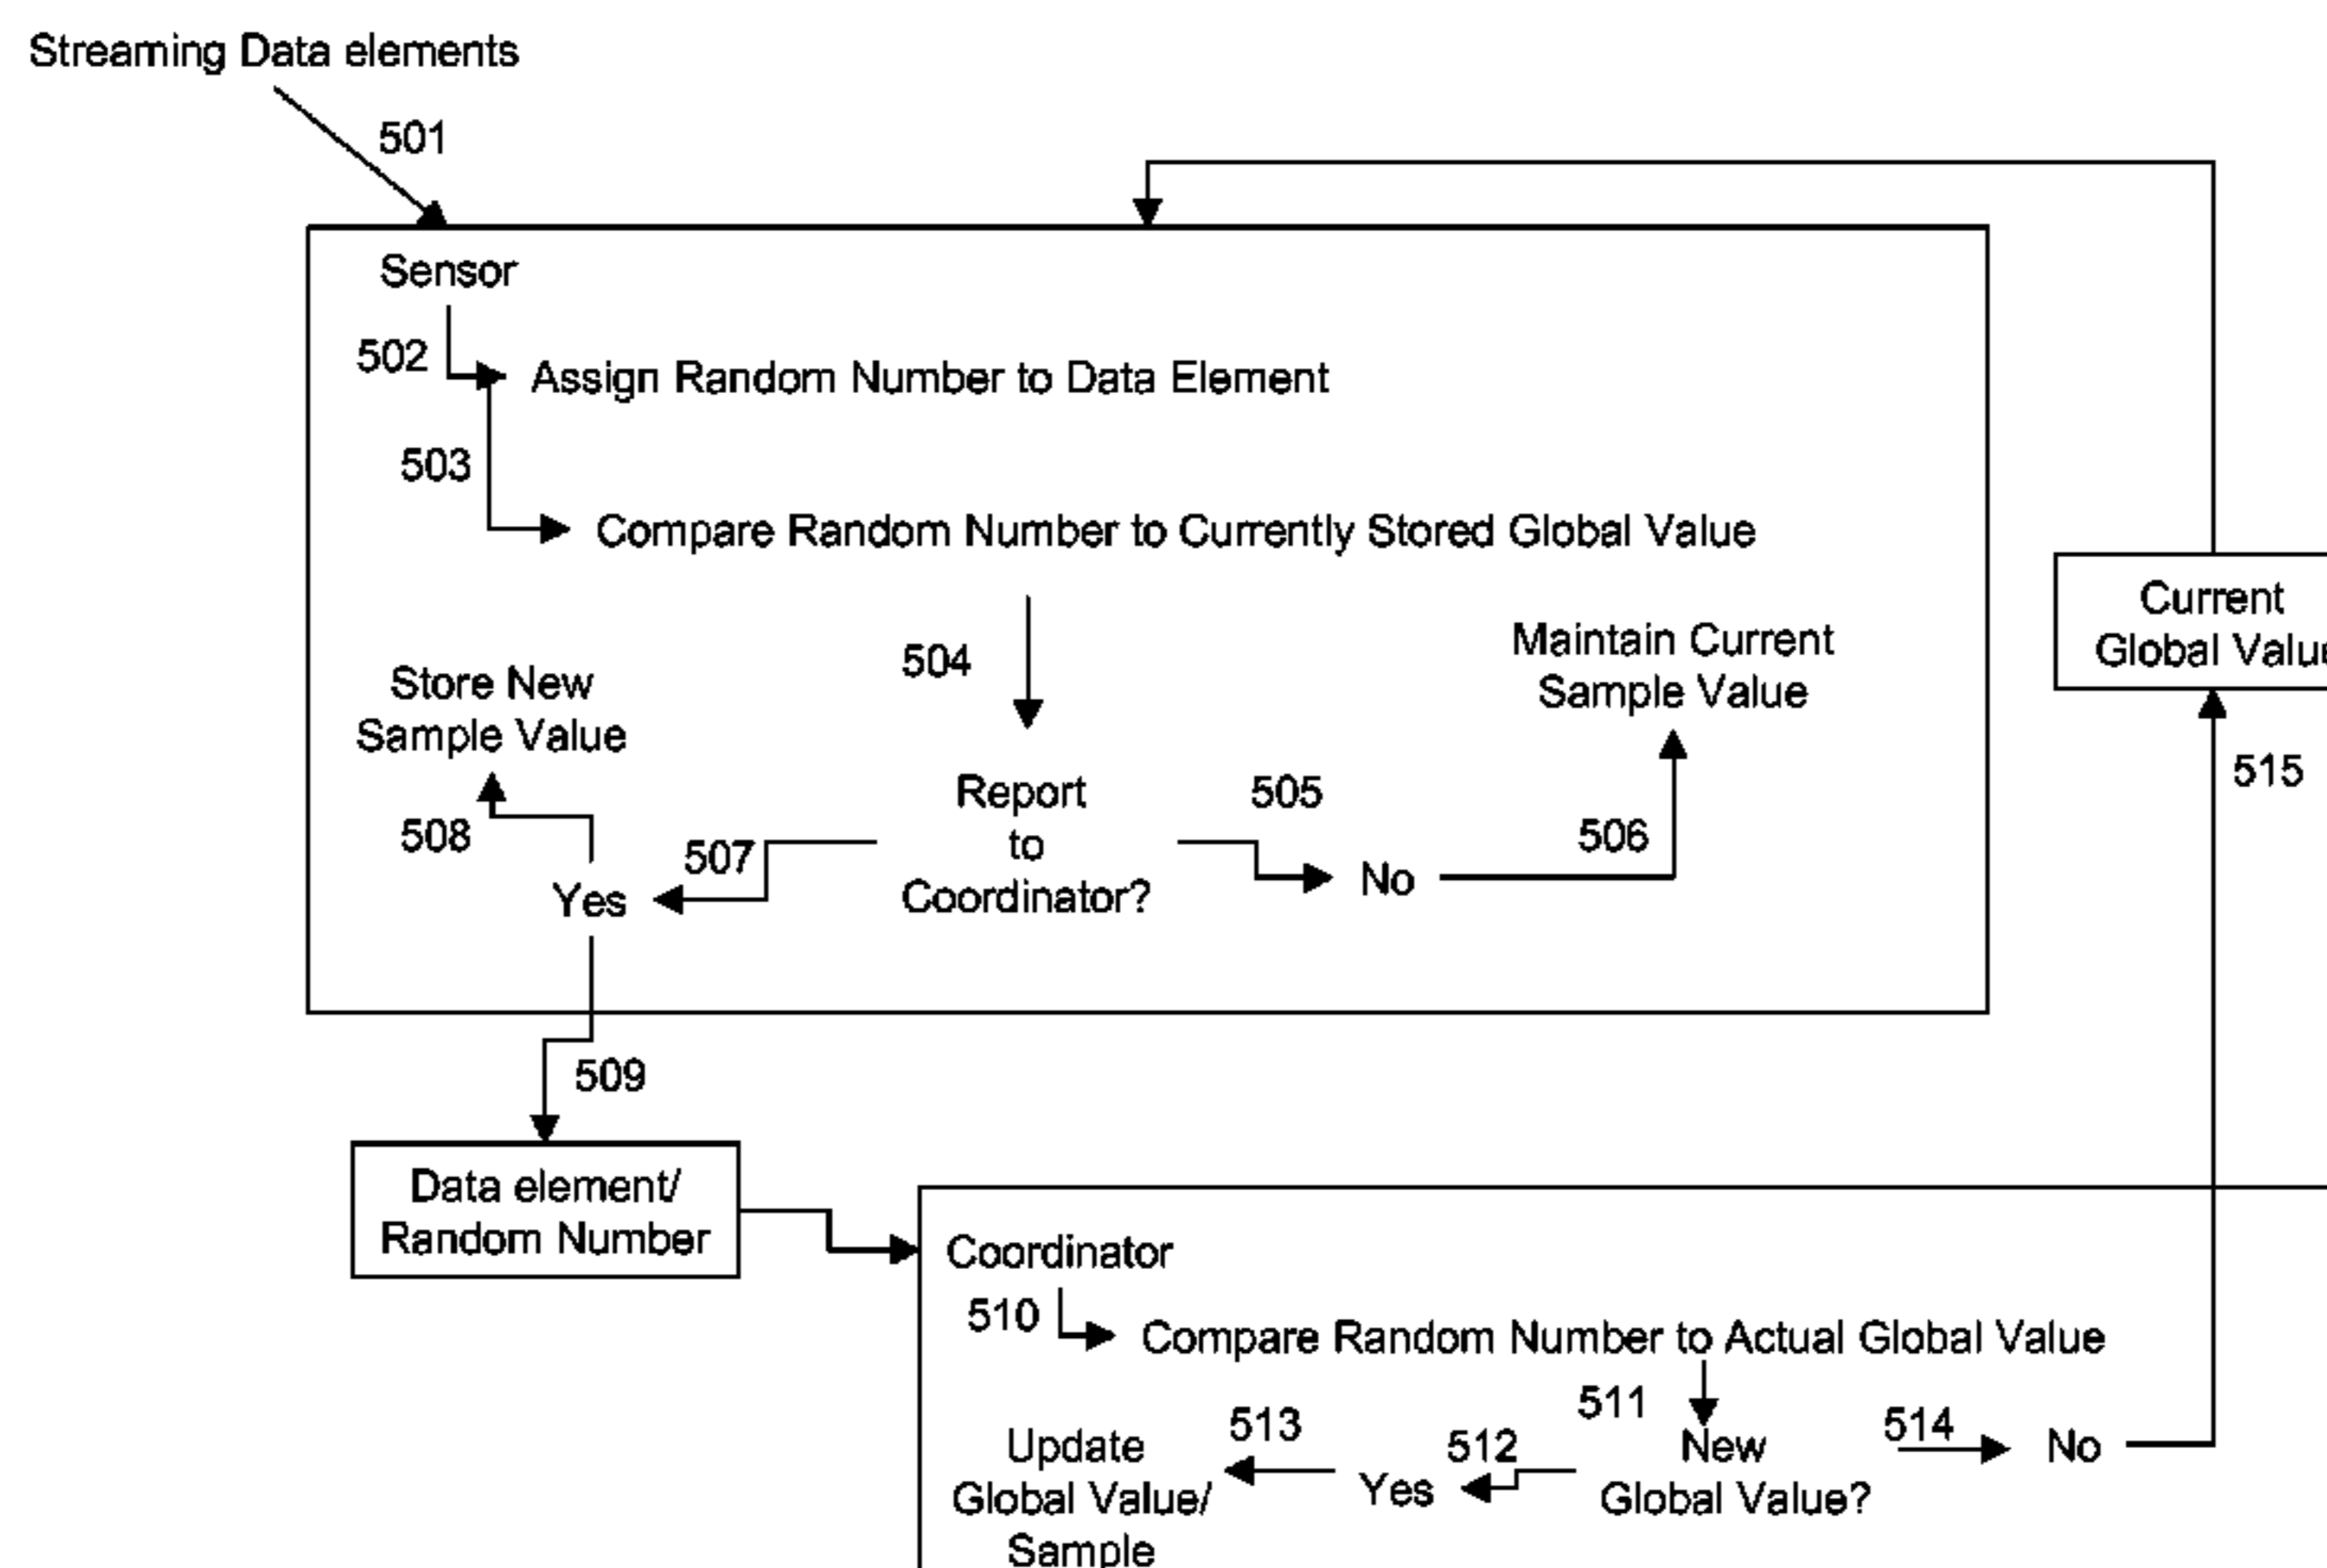 Streaming Data elements
501
Sensor
502
Assign Random Number to Data Element
503
Compare Random Number to Currently Stored Global Value
504
Store New
Sample Value
Maintain Current
Sample Value
Current
Global Value
515
508
507
Report
to
Coordinator?
505
506
Yes
No
509
Data element/
Random Number
Coordinator
510
Compare Random Number to Actual Global Value
511
Update
Global Value/
Sample
513
Yes
512
New
Global Value?
514
No